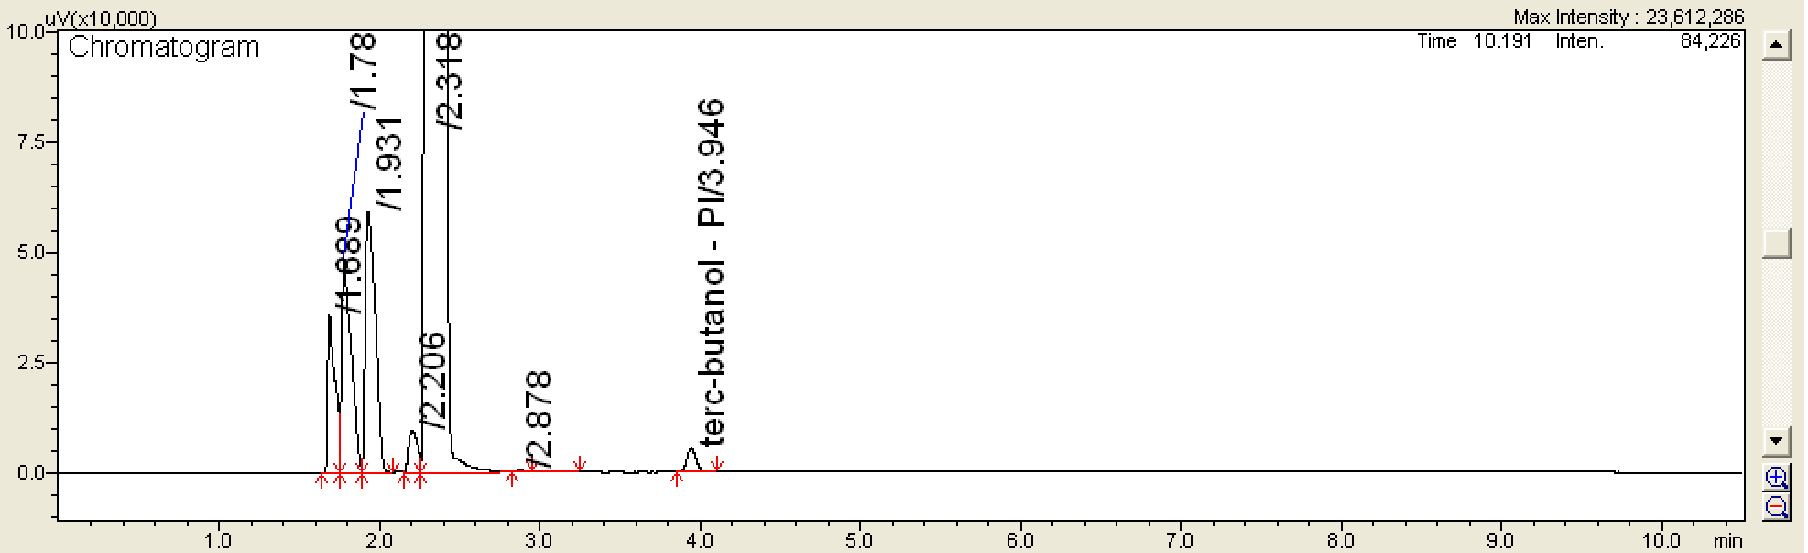 uV(x10,000)
Max Intensity : 23,612,286
Chromatogram
Time 10.191 Inten. 84,226
10.0
7.5
5.0
2.5
0.0
/1.689
/1.78
/1.931
/2.206
/2.318
/2.878
terc-butanol - PI/3.946
1.0 2.0 3.0 4.0 5.0 6.0 7.0 8.0 9.0 10.0 min